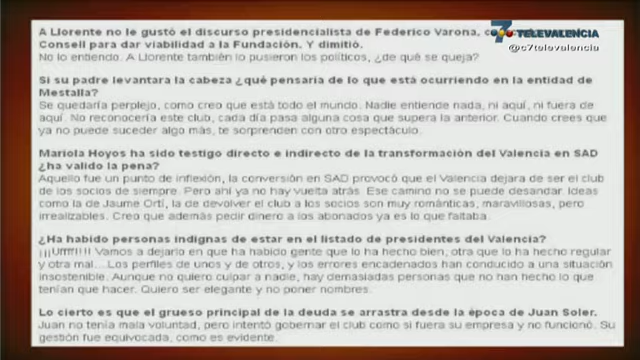 7 TELEVALENCIA
@c7televalencia
A Llorente no le gustó el discurso presidencialista de Federico Varona,
Consell para dar viabilidad a la Fundación. Y dimitió.
No lo entiendo. A Llorente también lo pusieron los políticos, ¿de qué se queja?
Si su padre levantara la cabeza ¿qué pensaría de lo que está ocurriendo en la entidad de
Mestalla?
Se quedaría perplejo, como creo que está todo el mundo. Nadie entiende nada, ni aquí, ni fuera de
aquí. No reconocería este club, cada día pasa alguna cosa que supera la anterior. Cuando crees que
ya no puede suceder algo más, te sorprenden con otro espectáculo.
Mariola Hoyos ha sido testigo directo e indirecto de la transformación del Valencia en SAD
¿ha valido la pena?
Aquello fue un punto de inflexión, la conversión en SAD provocó que el Valencia dejara de ser el club
de los socios de siempre. Pero ahí ya no hay vuelta atrás. Ese camino no se puede desandar. Ideas
como la de Jaume Ortí, la de devolver el club a los socios son muy románticas, maravillosas, pero
irrealizables. Creo que además pedir dinero a los abonados ya es lo que faltaba.
¿Ha habido personas indignas de estar en el listado de presidentes del Valencia?
¡¡¡Urrrf!!!! Vamos a dejarlo en que ha habido gente que lo ha hecho bien, otra que lo ha hecho regular
y otra mal... Los perfiles de unos y de otros, y los errores encadenados han conducido a una situación
insostenible. Aunque no quiero culpar a nadie, hay demasiadas personas que no han hecho lo que
tenían que hacer. Quiero ser elegante y no poner nombres.
Lo cierto es que el grueso principal de la deuda se arrastra desde la época de Juan Soler.
Juan no tenía mala voluntad, pero intentó gobernar el club como si fuera su empresa y no funcionó. Su
gestión fue equivocada, como es evidente.